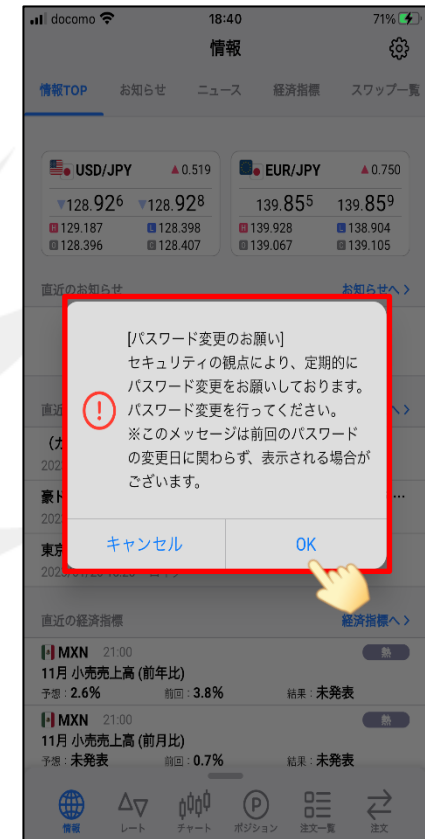 docomo 18:40 71%
情報
情報TOP お知らせ ニュース 経済指標 スワップ一覧
USD/JPY ▲0.519
▼128.926 ▼128.928
H 129.187 L 128.398
O 128.396 C 128.407
EUR/JPY ▲0.750
139.855 139.859
H 139.928 L 138.904
O 139.067 C 139.105
直近のお知らせ お知らせへ >
[パスワード変更のお願い]
セキュリティの観点により、定期的に
パスワード変更をお願いしております。
パスワード変更を行ってください。
※このメッセージは前回のパスワード
の変更日に関わらず、表示される場合が
ございます。
キャンセル OK
直近の経済指標 経済指標へ >
MXN 21:00 熱
11月 小売売上高 (前年比)
予想：2.6% 前回：3.8% 結果：未発表
MXN 21:00 熱
11月 小売売上高 (前月比)
予想：未発表 前回：0.7% 結果：未発表
情報 レート チャート ポジション 注文一覧 注文